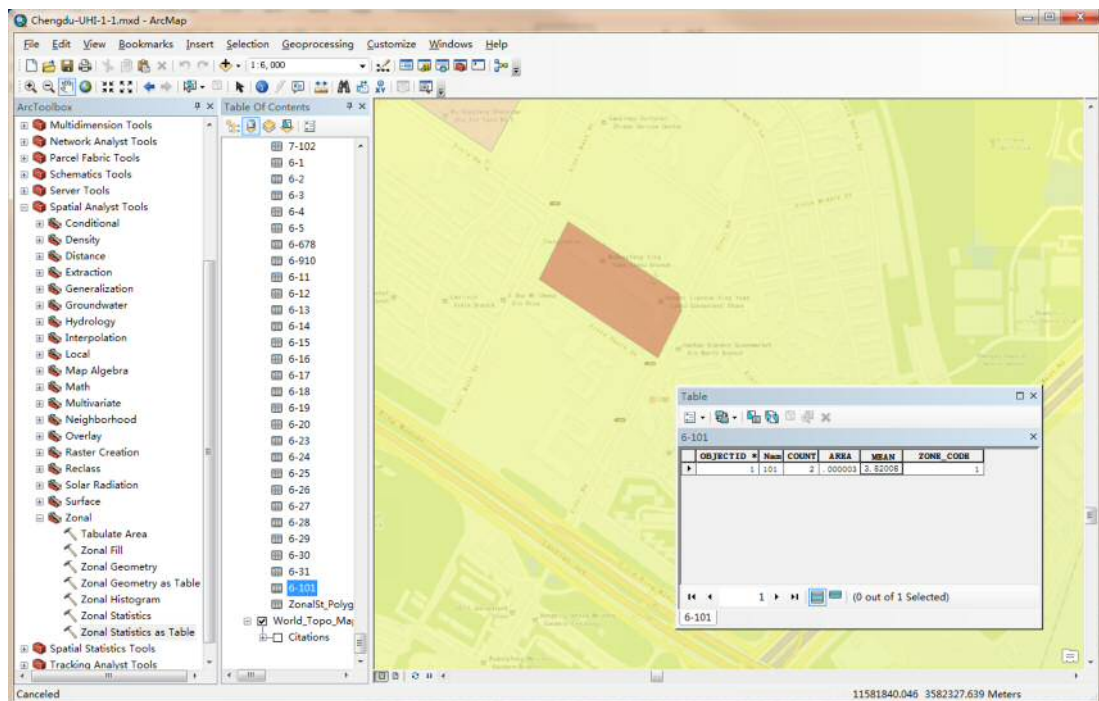 Chengdu-UHI-1-1.mxd - ArcMap
File Edit View Bookmarks Insert Selection Geoprocessing Customize Windows Help
1:6,000
ArcToolbox
Multidimension Tools
Network Analyst Tools
Parcel Fabric Tools
Schematics Tools
Server Tools
Spatial Analyst Tools
Conditional
Density
Distance
Extraction
Generalization
Groundwater
Hydrology
Interpolation
Local
Map Algebra
Math
Multivariate
Neighborhood
Overlay
Raster Creation
Reclass
Solar Radiation
Surface
Zonal
Tabulate Area
Zonal Fill
Zonal Geometry
Zonal Geometry as Table
Zonal Histogram
Zonal Statistics
Zonal Statistics as Table
Spatial Statistics Tools
Tracking Analyst Tools
Table Of Contents
7-102
6-1
6-2
6-3
6-4
6-5
6-678
6-910
6-11
6-12
6-13
6-14
6-15
6-16
6-17
6-18
6-19
6-20
6-23
6-24
6-25
6-26
6-27
6-28
6-29
6-30
6-31
6-101
ZonalSt_Polyg
World_Topo_Ma
Citations
Table
6-101
OBJECTID * Nam COUNT AREA MEAN ZONE_CODE
1 101 2 .000003 3.82008 1
1 (0 out of 1 Selected)
6-101
Canceled
11581840.046 3582327.639 Meters